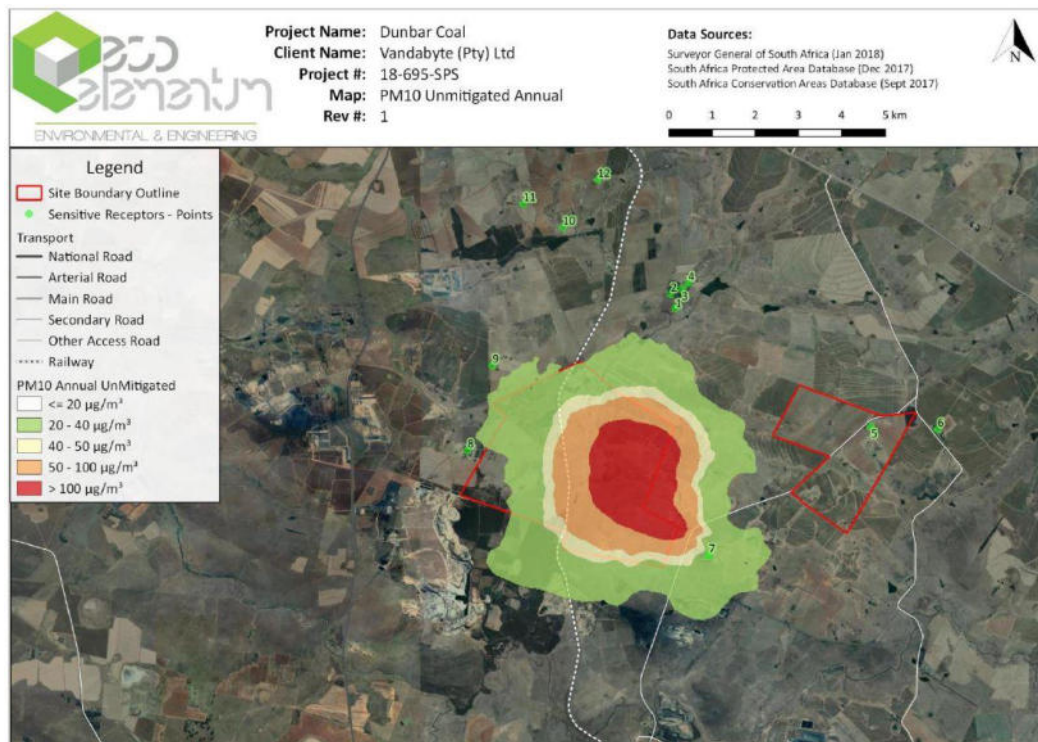 eco
elementum
ENVIRONMENTAL & ENGINEERING
Project Name: Dunbar Coal
Client Name: Vandabyte (Pty) Ltd
Project #: 18-695-SPS
Map: PM10 Unmitigated Annual
Rev #: 1
Data Sources:
Surveyor General of South Africa (Jan 2018)
South Africa Protected Area Database (Dec 2017)
South Africa Conservation Areas Database (Sept 2017)
N
0 1 2 3 4 5 km
Legend
Site Boundary Outline
Sensitive Receptors - Points
Transport
National Road
Arterial Road
Main Road
Secondary Road
Other Access Road
Railway
PM10 Annual UnMitigated
<= 20 µg/m³
20 - 40 µg/m³
40 - 50 µg/m³
50 - 100 µg/m³
> 100 µg/m³
12
11
10
4
2 3
1
9
5
6
8
7